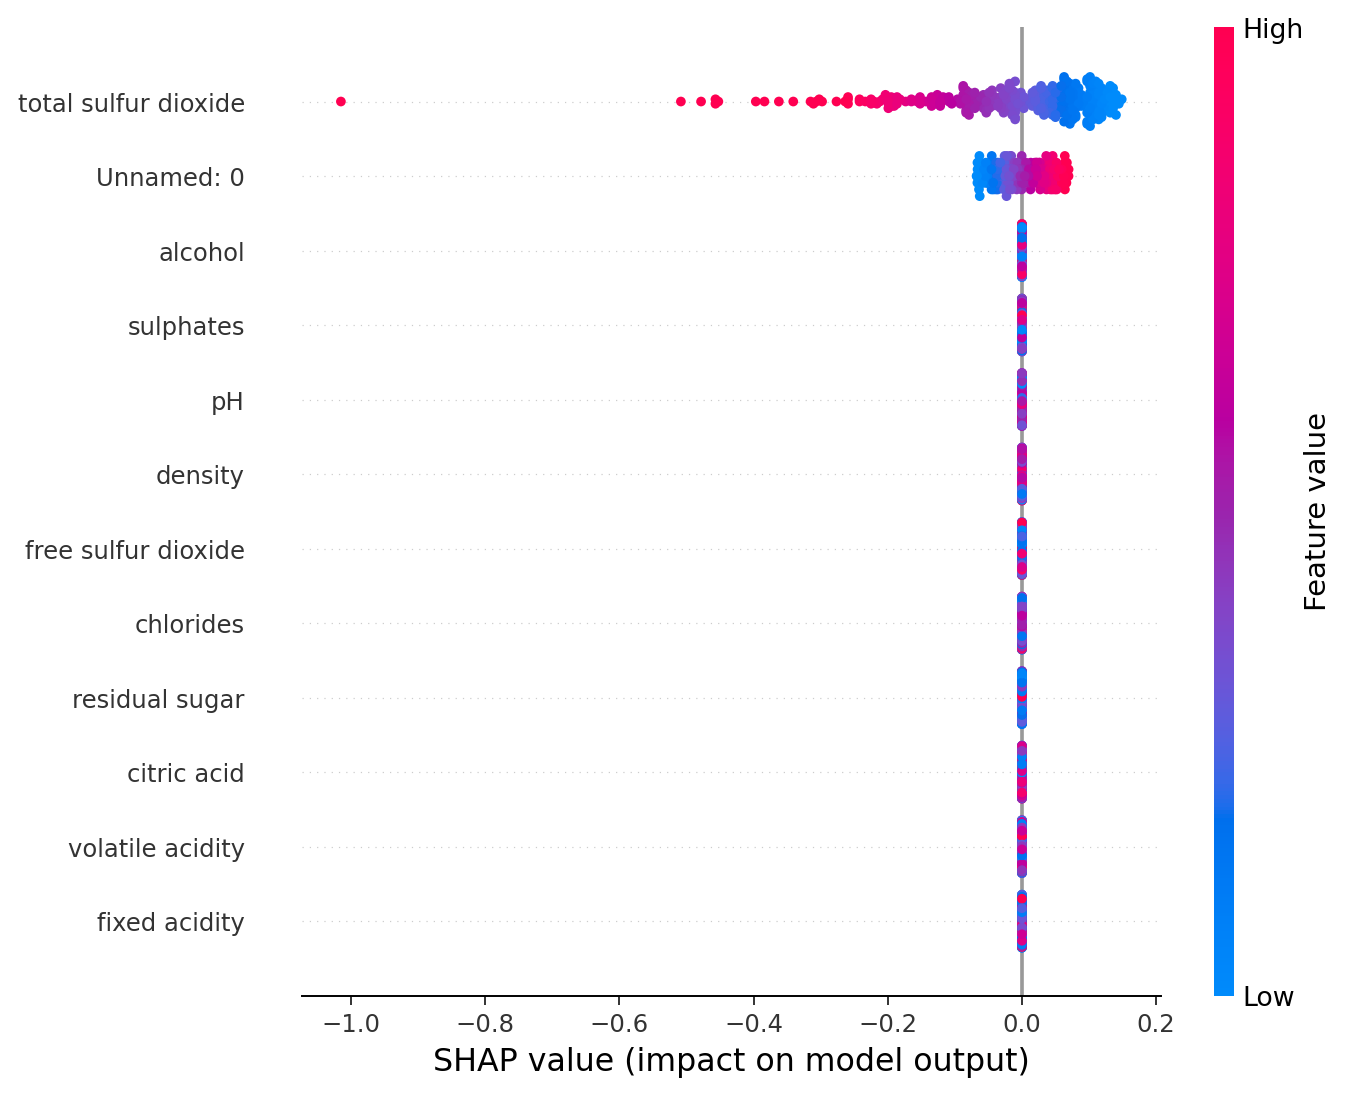 High
total sulfur dioxide
Unnamed: 0
alcohol
sulphates
pH
density
free sulfur dioxide
chlorides
residual sugar
citric acid
volatile acidity
fixed acidity
Feature value
Low
−1.0 −0.8 −0.6 −0.4 −0.2 0.0 0.2
SHAP value (impact on model output)